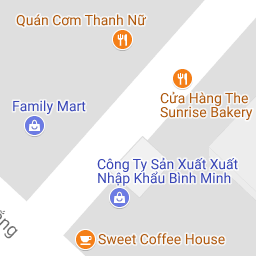 Quán Cơm Thanh Nữ
Cửa Hàng The
Sunrise Bakery
Family Mart
Công Ty Sản Xuất Xuất
Nhập Khẩu Bình Minh
Sweet Coffee House